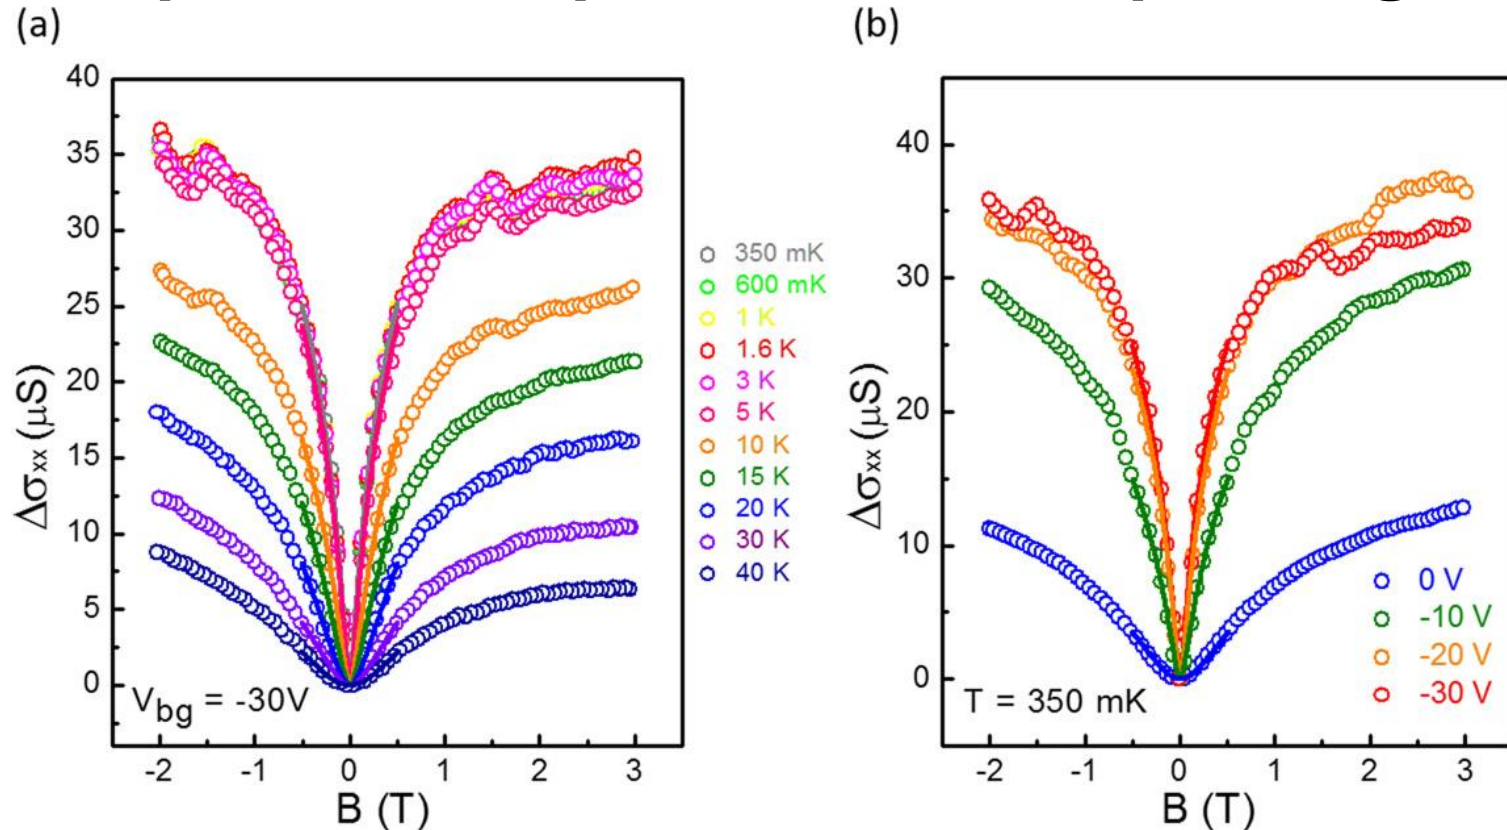 (a)
40
35
30
25
20
15
10
5
0
Δσxx (μS)
-2 -1 0 1 2 3
B (T)
Vbg = -30V
350 mK
600 mK
1 K
1.6 K
3 K
5 K
10 K
15 K
20 K
30 K
40 K
(b)
40
30
20
10
0
Δσxx (μS)
-2 -1 0 1 2 3
B (T)
T = 350 mK
0 V
-10 V
-20 V
-30 V